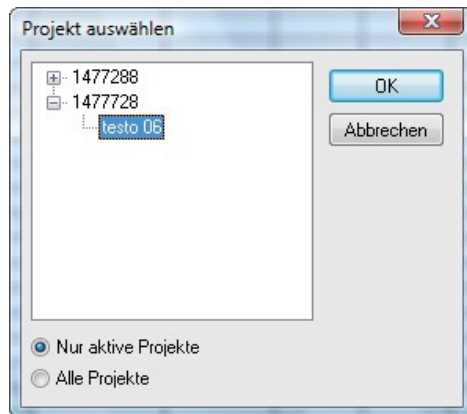 Projekt auswählen
1477288
1477728
testo 06
OK
Abbrechen
Nur aktive Projekte
Alle Projekte